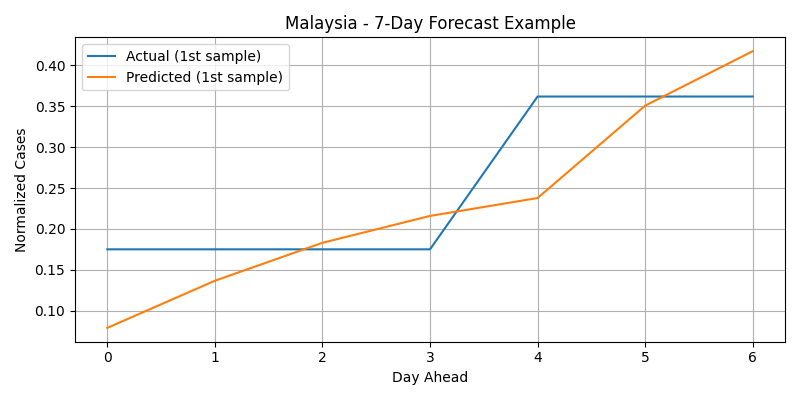 Malaysia - 7-Day Forecast Example
Actual (1st sample)
Predicted (1st sample)
0.40
0.35
0.30
0.25
0.20
0.15
0.10
Normalized Cases
0 1 2 3 4 5 6
Day Ahead